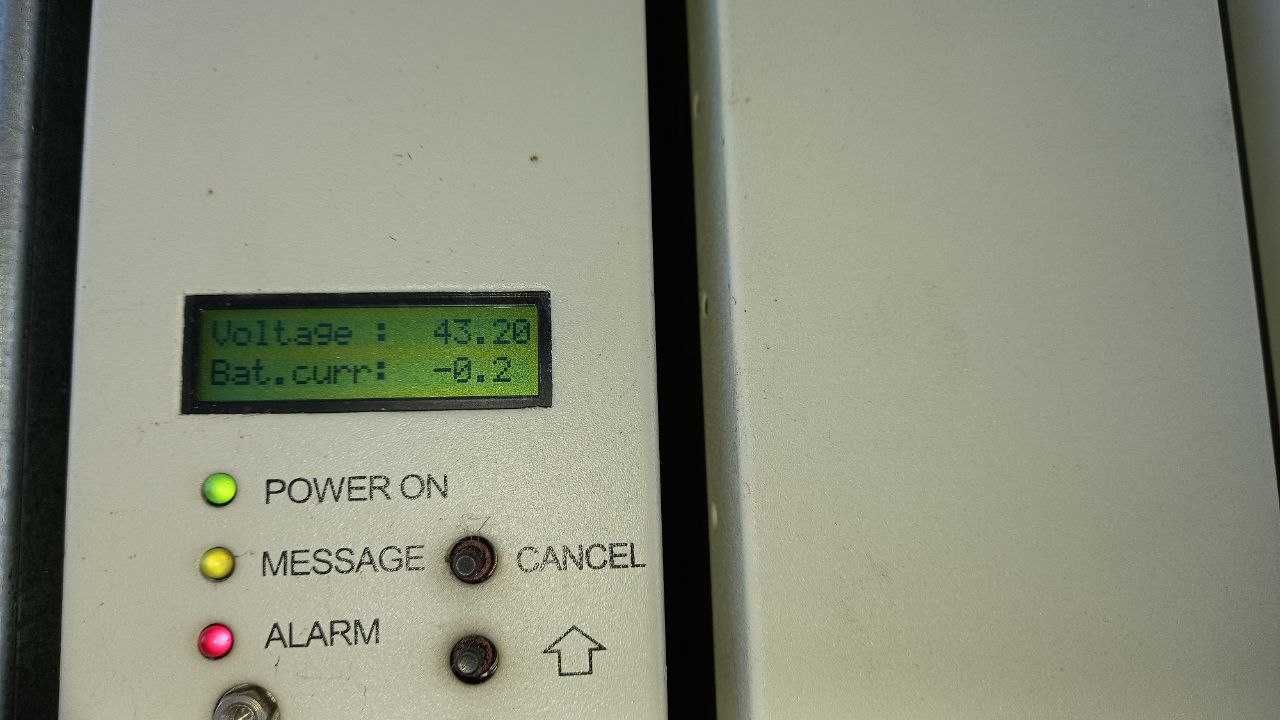 Voltage : 43.20
Bat.curr: -0.2
POWER ON
MESSAGE
CANCEL
ALARM